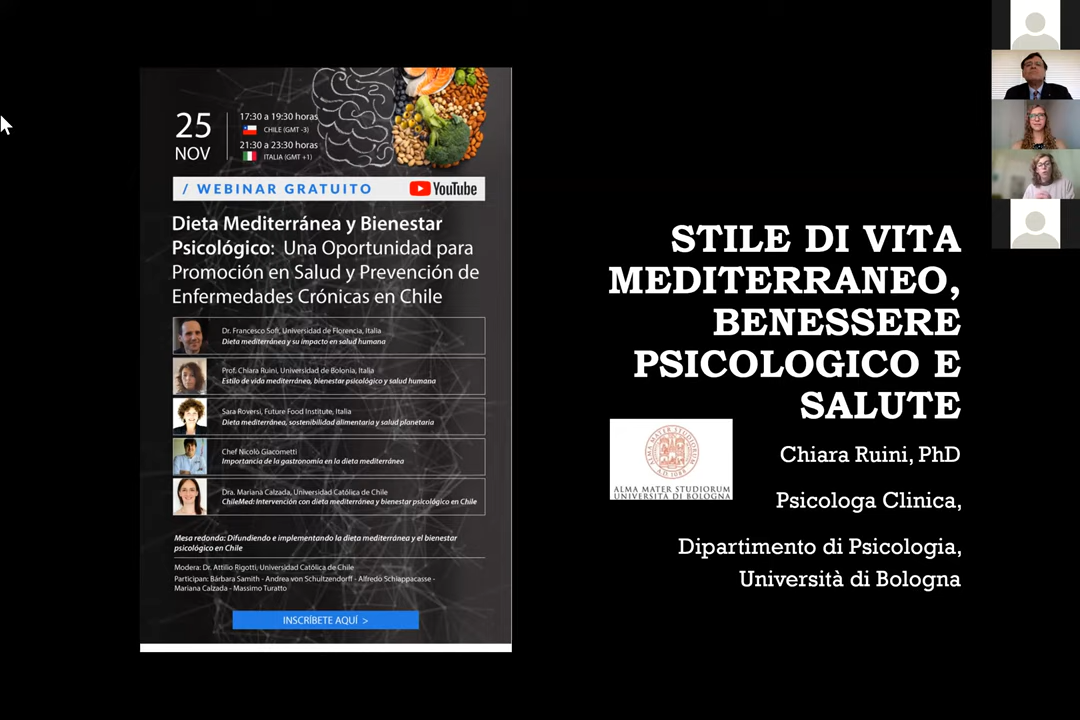 25
NOV
17:30 a 19:30 horas
CHILE (GMT -3)
21:30 a 23:30 horas
ITALIA (GMT +1)
/ WEBINAR GRATUITO
YouTube
Dieta Mediterránea y Bienestar
Psicológico: Una Oportunidad para
Promoción en Salud y Prevención de
Enfermedades Crónicas en Chile
Dr. Francesco Sofi, Universidad de Florencia, Italia
Dieta mediterránea y su impacto en salud humana
Prof. Chiara Ruini, Universidad de Bolonia, Italia
Estilo de vida mediterráneo, bienestar psicológico y salud humana
Sara Roversi, Future Food Institute, Italia
Dieta mediterránea, sostenibilidad alimentaria y salud planetaria
Chef Nicolò Giacometti
Importancia de la gastronomía en la dieta mediterránea
Dra. Mariana Calzada, Universidad Católica de Chile
ChileMed: Intervención con dieta mediterránea y bienestar psicológico en Chile
Mesa redonda: Difundiendo e implementando la dieta mediterránea y el bienestar
psicológico en Chile
Modera: Dr. Attilio Rigotti, Universidad Católica de Chile
Participan: Bárbara Samith - Andrea von Schultzendorff - Alfredo Schiappacasse -
Mariana Calzada - Massimo Turatto
INSCRÍBETE AQUÍ >
STILE DI VITA
MEDITERRANEO,
BENESSERE
PSICOLOGICO E
SALUTE
ALMA MATER STUDIORUM
UNIVERSITÀ DI BOLOGNA
Chiara Ruini, PhD
Psicologa Clinica,
Dipartimento di Psicologia,
Università di Bologna